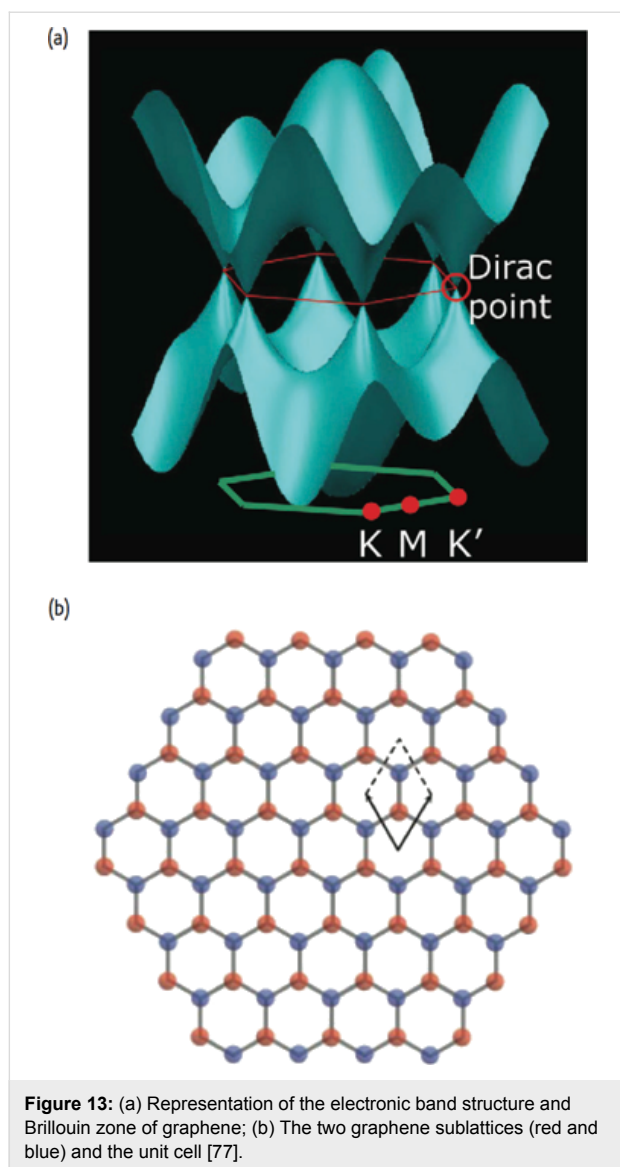 (a)
Dirac
point
K M K′
(b)
Figure 13: (a) Representation of the electronic band structure and
Brillouin zone of graphene; (b) The two graphene sublattices (red and
blue) and the unit cell [77].